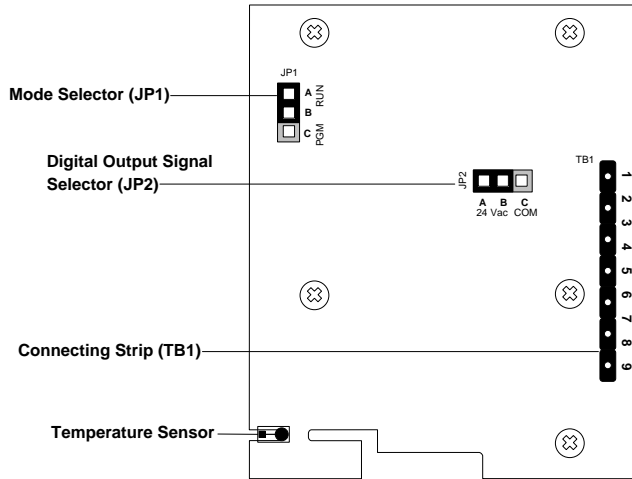 JP1
Mode Selector (JP1)
A
RUN
B
C
PGM
Digital Output Signal
Selector (JP2)
JP2
A B C
24 Vac COM
TB1
1
2
3
4
5
6
7
8
9
Connecting Strip (TB1)
Temperature Sensor